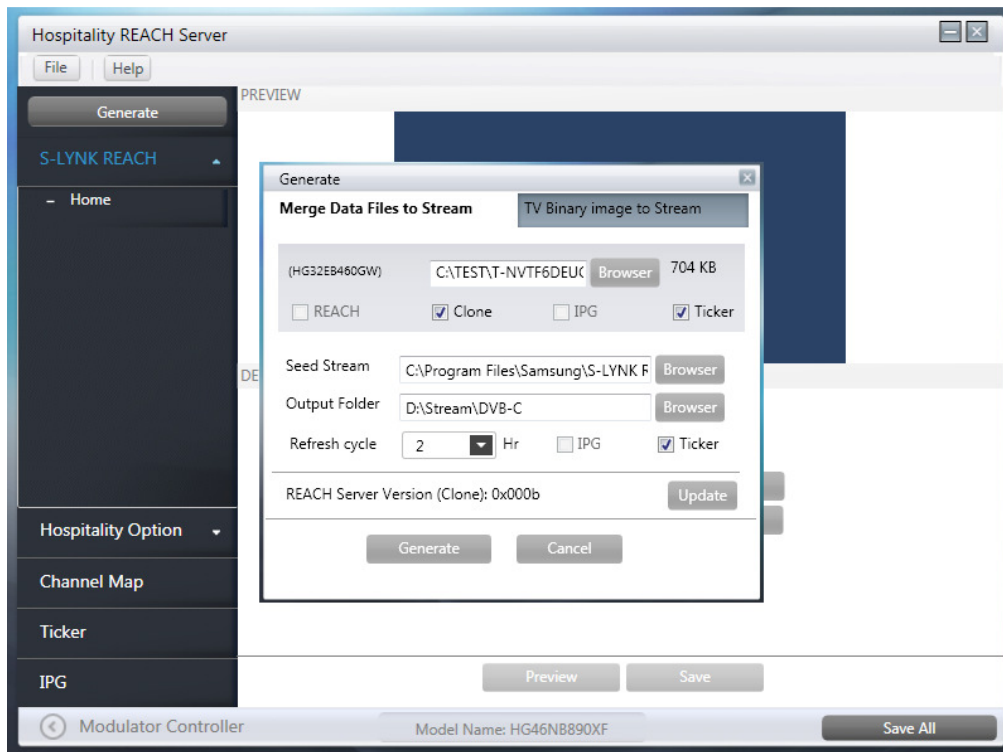 Hospitality REACH Server
File Help
Generate
PREVIEW
S-LYNK REACH
– Home
Generate
Merge Data Files to Stream TV Binary image to Stream
(HG32EB460GW) C:\TEST\T-NVTF6DEU( Browser 704 KB
REACH Clone IPG Ticker
DE
Seed Stream C:\Program Files\Samsung\S-LYNK R Browser
Output Folder D:\Stream\DVB-C Browser
Refresh cycle 2 Hr IPG Ticker
REACH Server Version (Clone): 0x000b Update
Generate Cancel
Hospitality Option
Channel Map
Ticker
IPG
Preview Save
Modulator Controller Model Name: HG46NB890XF Save All